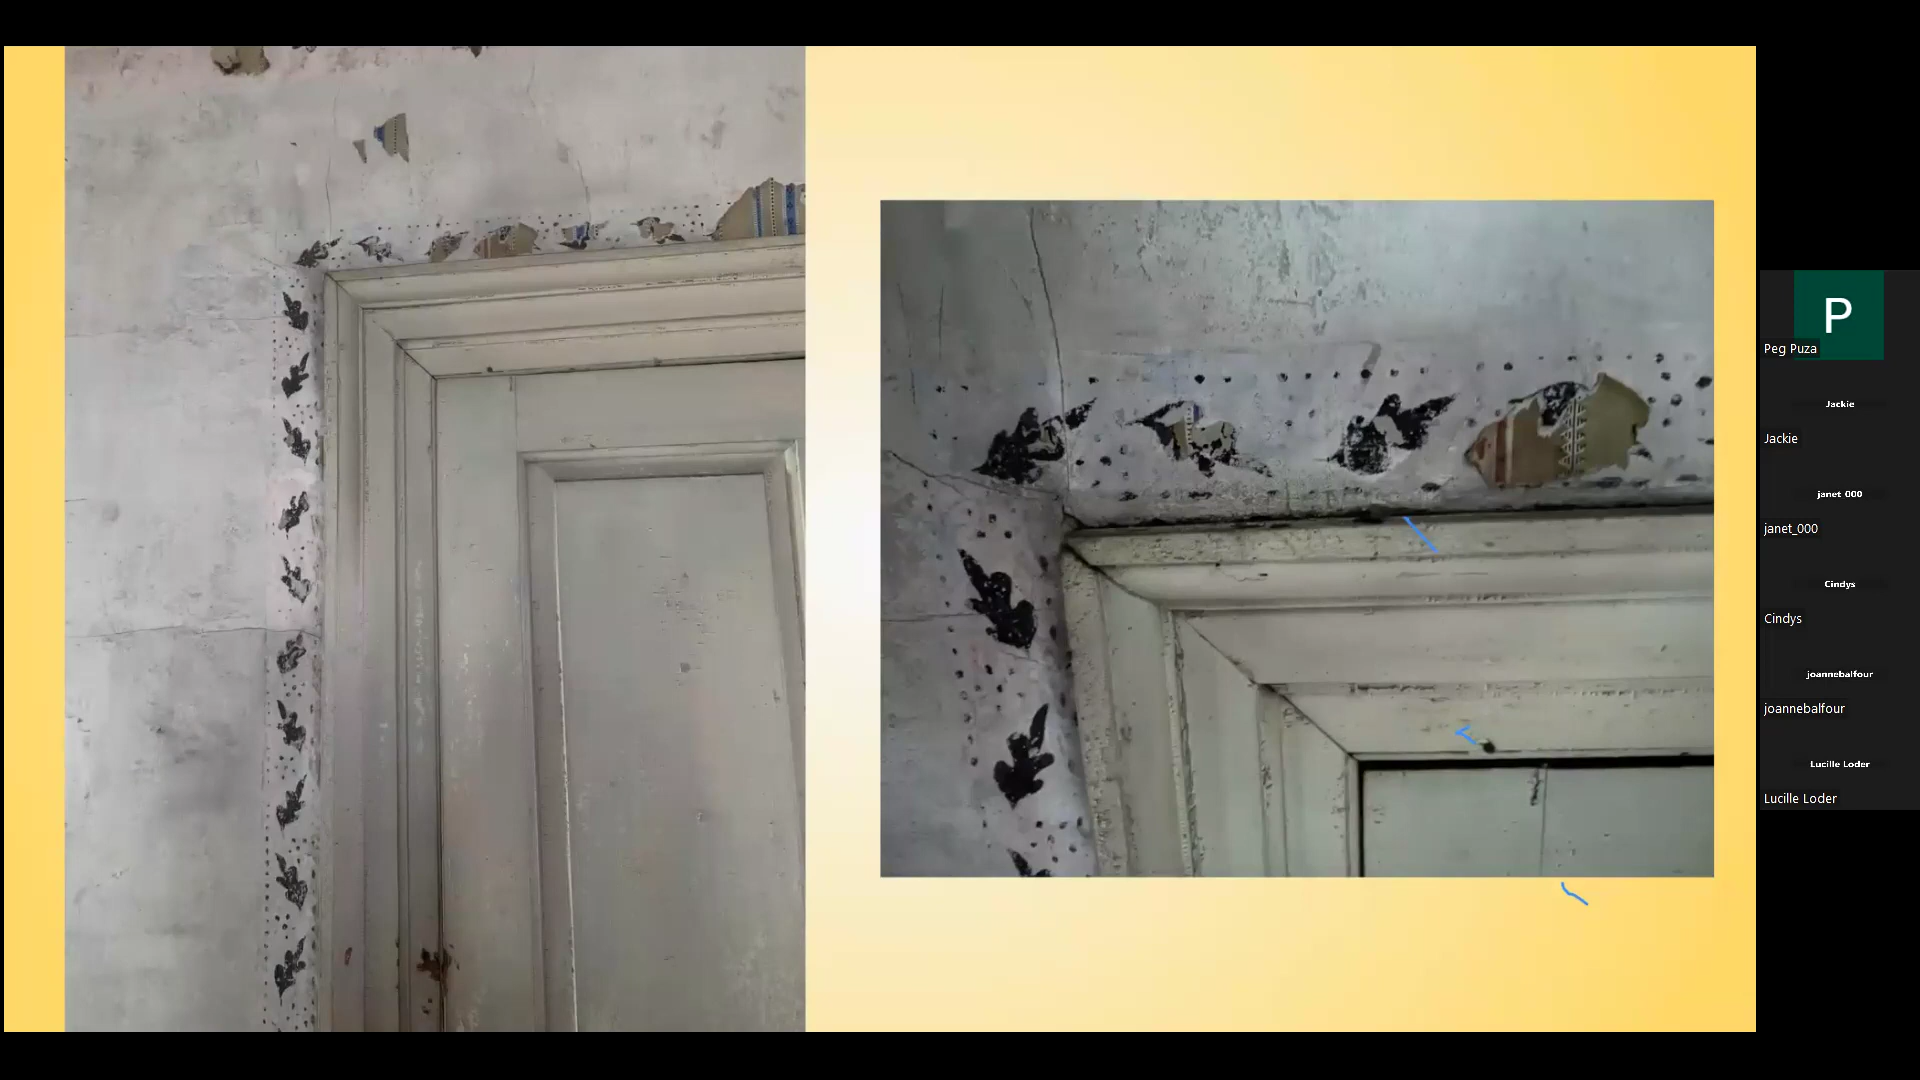 P
Peg Puza
Jackie
Jackie
janet 000
janet_000
Cindys
Cindys
joannebalfour
joannebalfour
Lucille Loder
Lucille Loder